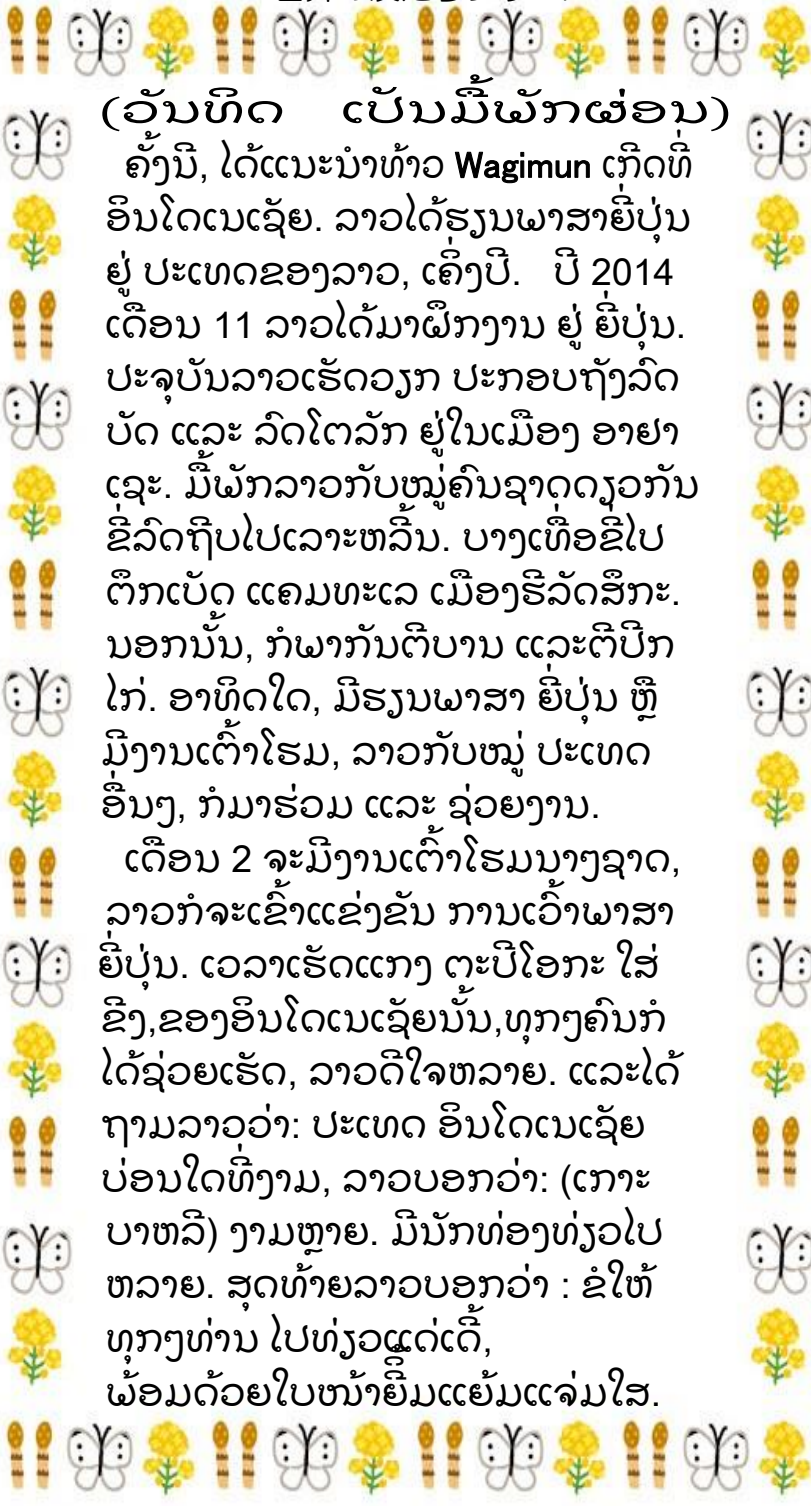 (ວັນທິດ ເປັນມື້ພັກຜ່ອນ)
ຄັ້ງນີ, ໄດ້ແນະນຳທ້າວ Wagimun ເກີດທີ່
ອິນໂດເນເຊັຍ. ລາວໄດ້ຮຽນພາສາຍີ່ປຸ່ນ
ຢູ່ ປະເທດຂອງລາວ, ເຄິ່ງປີ. ປີ 2014
ເດືອນ 11 ລາວໄດ້ມາຝຶກງານ ຢູ່ ຍີ່ປຸ່ນ.
ປະຈຸບັນລາວເຮັດວຽກ ປະກອບຖັງລົດ
ບັດ ແລະ ລົດໂຕລັກ ຢູ່ໃນເມືອງ ອາຢາ
ເຊະ. ມື້ພັກລາວກັບໝູ່ຄົນຊາດດຽວກັນ
ຂີ່ລົດຖີບໄປເລາະຫລິ້ນ. ບາງເທື່ອຂີ່ໄປ
ຕຶກເບັດ ແຄມທະເລ ເມືອງຮີລັດສຶກະ.
ນອກນັ້ນ, ກໍພາກັນຕີບານ ແລະຕີປີກ
ໄກ່. ອາທິດໃດ, ມີຮຽນພາສາ ຍີ່ປຸ່ນ ຫຼື
ມີງານເຕົ້າໂຮມ, ລາວກັບໝູ່ ປະເທດ
ອື່ນໆ, ກໍມາຮ່ວມ ແລະ ຊ່ວຍງານ.
ເດືອນ 2 ຈະມີງານເຕົ້າໂຮມນາໆຊາດ,
ລາວກໍຈະເຂົ້າແຂ່ງຂັນ ການເວົ້າພາສາ
ຍີ່ປຸ່ນ. ເວລາເຮັດແກງ ຕະປີໂອກະ ໃສ່
ຂີງ,ຂອງອິນໂດເນເຊັຍນັ້ນ,ທຸກໆຄົນກໍ
ໄດ້ຊ່ວຍເຮັດ, ລາວດີໃຈຫລາຍ. ແລະໄດ້
ຖາມລາວວ່າ: ປະເທດ ອິນໂດເນເຊັຍ
ບ່ອນໃດທີ່ງາມ, ລາວບອກວ່າ: (ເກາະ
ບາຫລີ) ງາມຫຼາຍ. ມີນັກທ່ອງທ່ຽວໄປ
ຫລາຍ. ສຸດທ້າຍລາວບອກວ່າ : ຂໍໃຫ້
ທຸກໆທ່ານ ໄປທ່ຽວແດ່ເດີ້,
ພ້ອມດ້ວຍໃບໜ້າຍິ້ມແຍ້ມແຈ່ມໃສ.